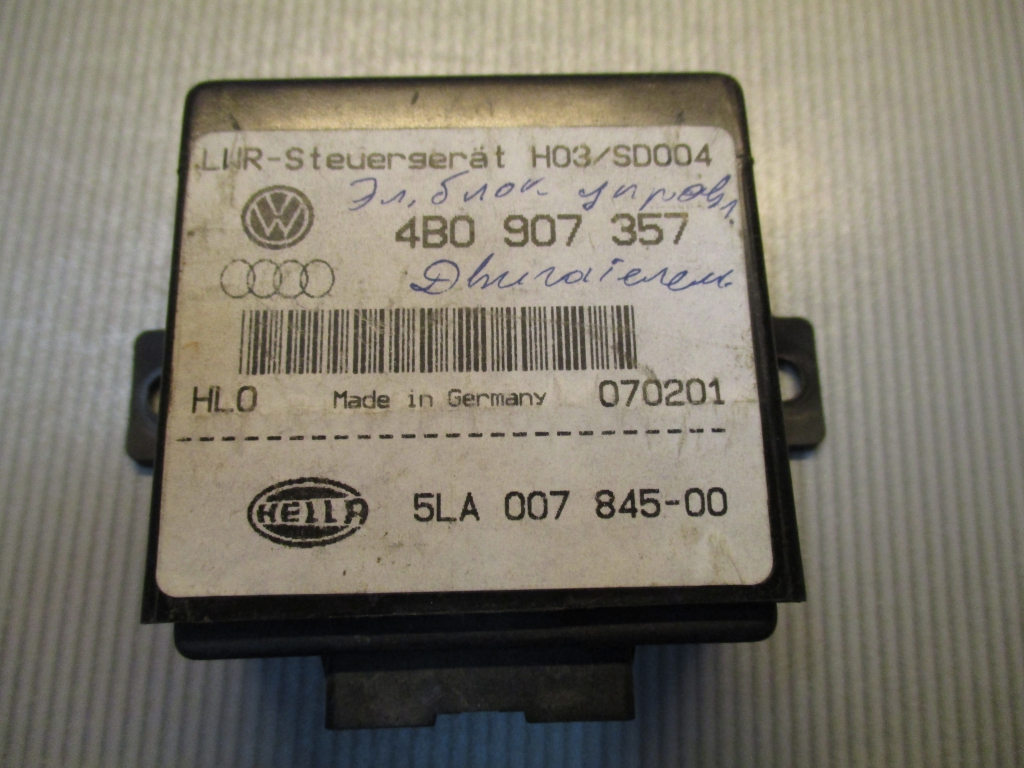 LWR-Steuergerät H03/SD004
Эл. блок управл.
4B0 907 357
Двигателем
HLO Made in Germany 070201
HELLA 5LA 007 845-00